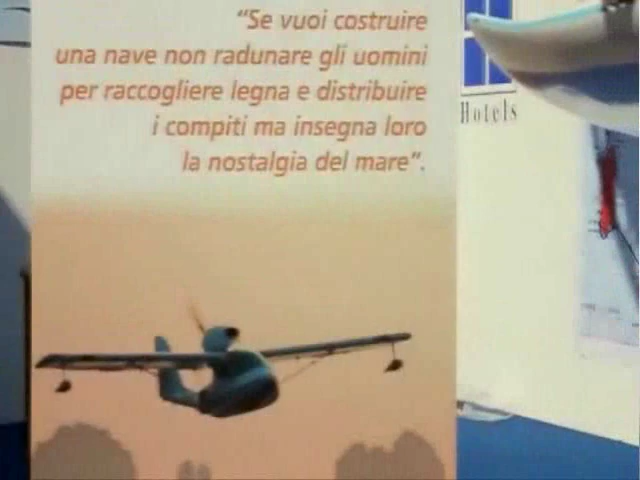 “Se vuoi costruire
una nave non radunare gli uomini
per raccogliere legna e distribuire
i compiti ma insegna loro
la nostalgia del mare”.
Hotels